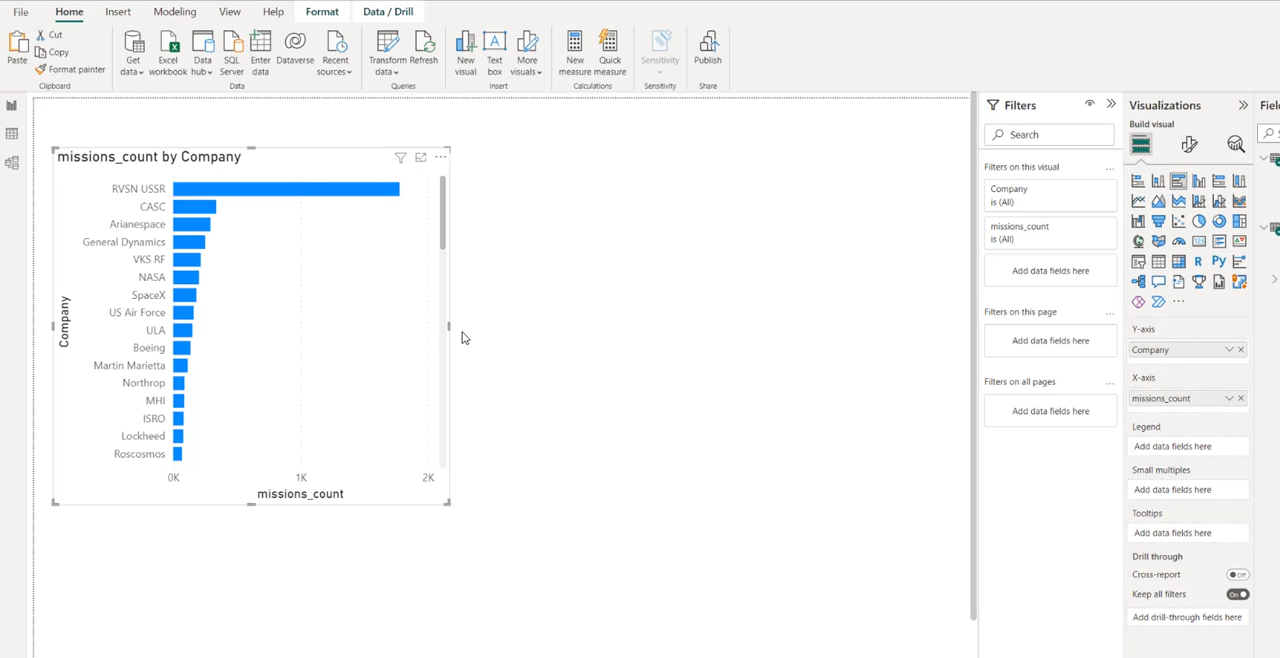 File Home Insert Modeling View Help Format Data / Drill
Paste
Cut
Copy
Format painter
Clipboard
Get data
Excel workbook
Data hub
SQL Server
Enter data
Dataverse
Recent sources
Data
Transform data
Refresh
Queries
New visual
Text box
More visuals
Insert
New measure
Quick measure
Calculations
Sensitivity
Sensitivity
Publish
Share
missions_count by Company
Company
RVSN USSR
CASC
Arianespace
General Dynamics
VKS RF
NASA
SpaceX
US Air Force
ULA
Boeing
Martin Marietta
Northrop
MHI
ISRO
Lockheed
Roscosmos
0K 1K 2K
missions_count
Filters
Search
Filters on this visual ...
Company
is (All)
missions_count
is (All)
Add data fields here
Filters on this page ...
Add data fields here
Filters on all pages ...
Add data fields here
Visualizations
Build visual
R Py
...
Y-axis
Company
X-axis
missions_count
Legend
Add data fields here
Small multiples
Add data fields here
Tooltips
Add data fields here
Drill through
Cross-report Off
Keep all filters On
Add drill-through fields here